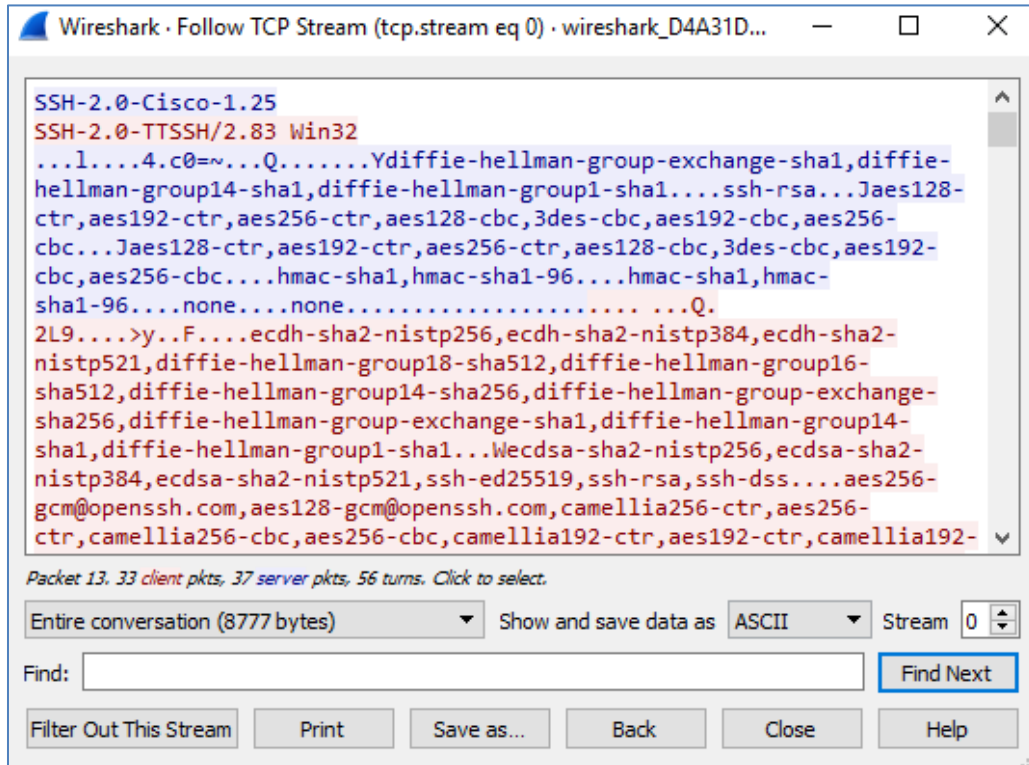 Wireshark · Follow TCP Stream (tcp.stream eq 0) · wireshark_D4A31D...
SSH-2.0-Cisco-1.25
SSH-2.0-TTSSH/2.83 Win32
...l....4.c0=~...Q.......Ydiffie-hellman-group-exchange-sha1,diffie-
hellman-group14-sha1,diffie-hellman-group1-sha1....ssh-rsa...Jaes128-
ctr,aes192-ctr,aes256-ctr,aes128-cbc,3des-cbc,aes192-cbc,aes256-
cbc...Jaes128-ctr,aes192-ctr,aes256-ctr,aes128-cbc,3des-cbc,aes192-
cbc,aes256-cbc....hmac-sha1,hmac-sha1-96....hmac-sha1,hmac-
sha1-96....none....none...................... ...Q.
2L9....>y..F....ecdh-sha2-nistp256,ecdh-sha2-nistp384,ecdh-sha2-
nistp521,diffie-hellman-group18-sha512,diffie-hellman-group16-
sha512,diffie-hellman-group14-sha256,diffie-hellman-group-exchange-
sha256,diffie-hellman-group-exchange-sha1,diffie-hellman-group14-
sha1,diffie-hellman-group1-sha1...Wecdsa-sha2-nistp256,ecdsa-sha2-
nistp384,ecdsa-sha2-nistp521,ssh-ed25519,ssh-rsa,ssh-dss....aes256-
gcm@openssh.com,aes128-gcm@openssh.com,camellia256-ctr,aes256-
ctr,camellia256-cbc,aes256-cbc,camellia192-ctr,aes192-ctr,camellia192-
Packet 13. 33 client pkts, 37 server pkts, 56 turns. Click to select.
Entire conversation (8777 bytes) Show and save data as ASCII Stream 0
Find: Find Next
Filter Out This Stream Print Save as... Back Close Help